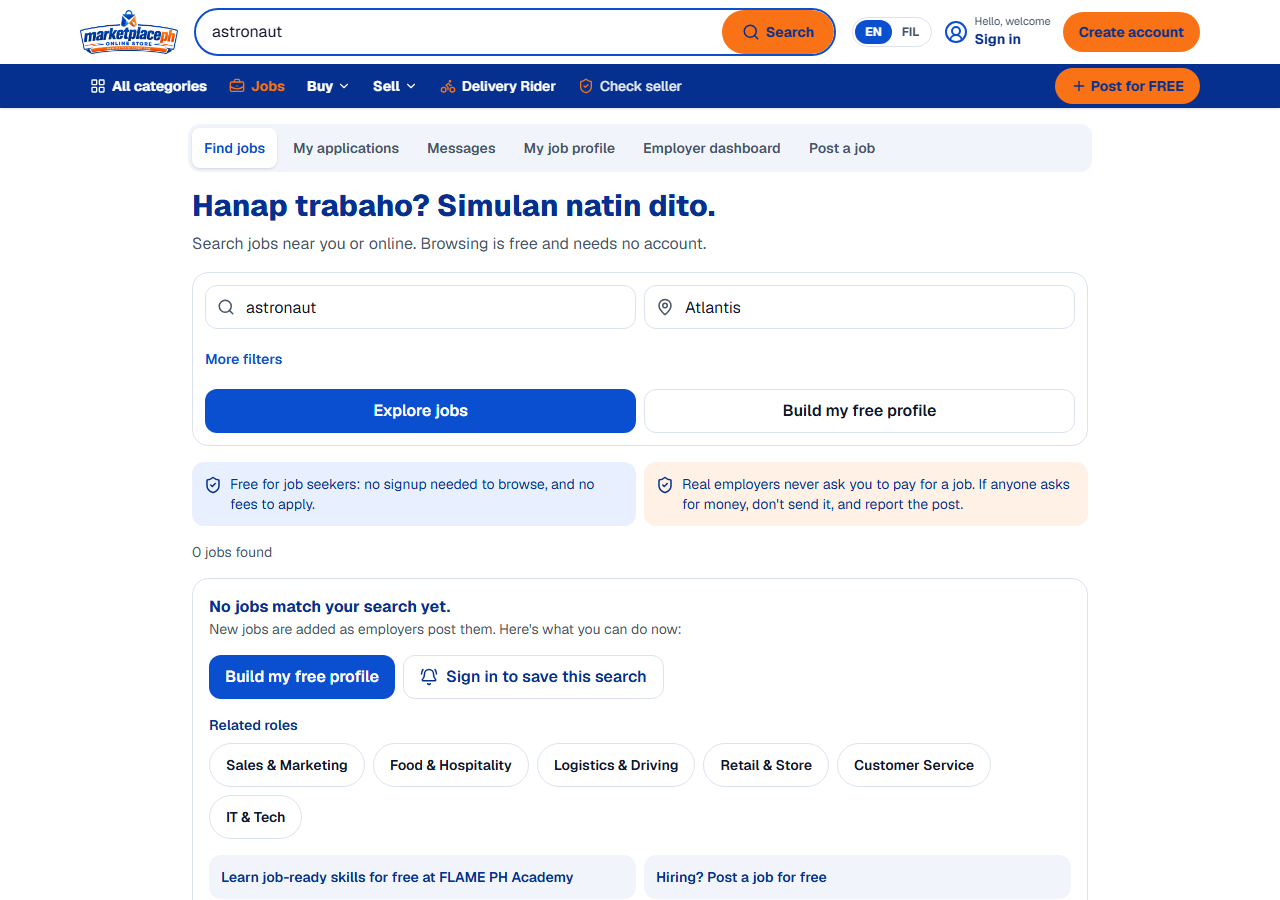 marketplaceph
ONLINE STORE
astronaut
Search
EN
FIL
Hello, welcome
Sign in
Create account
All categories
Jobs
Buy
Sell
Delivery Rider
Check seller
Post for FREE
Find jobs
My applications
Messages
My job profile
Employer dashboard
Post a job
Hanap trabaho? Simulan natin dito.
Search jobs near you or online. Browsing is free and needs no account.
astronaut
Atlantis
More filters
Explore jobs
Build my free profile
Free for job seekers: no signup needed to browse, and no
fees to apply.
Real employers never ask you to pay for a job. If anyone asks
for money, don't send it, and report the post.
0 jobs found
No jobs match your search yet.
New jobs are added as employers post them. Here's what you can do now:
Build my free profile
Sign in to save this search
Related roles
Sales & Marketing
Food & Hospitality
Logistics & Driving
Retail & Store
Customer Service
IT & Tech
Learn job-ready skills for free at FLAME PH Academy
Hiring? Post a job for free